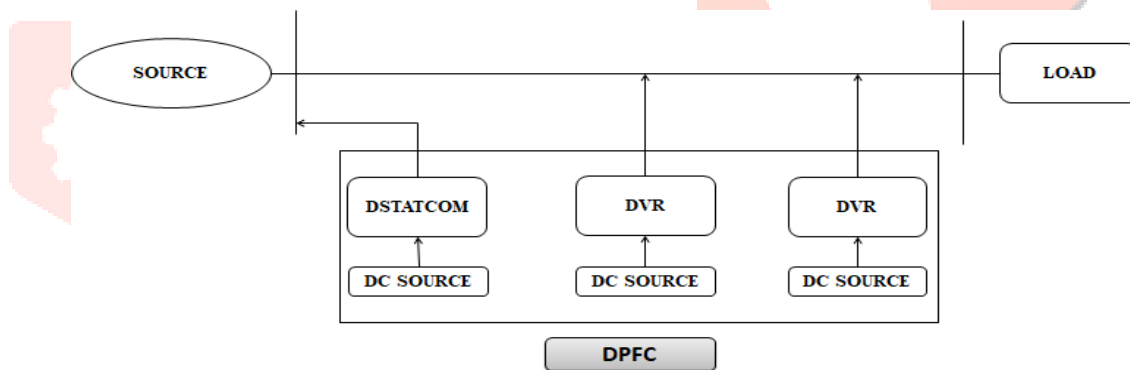 SOURCE
LOAD
DSTATCOM
DVR
DVR
DC SOURCE
DC SOURCE
DC SOURCE
DPFC